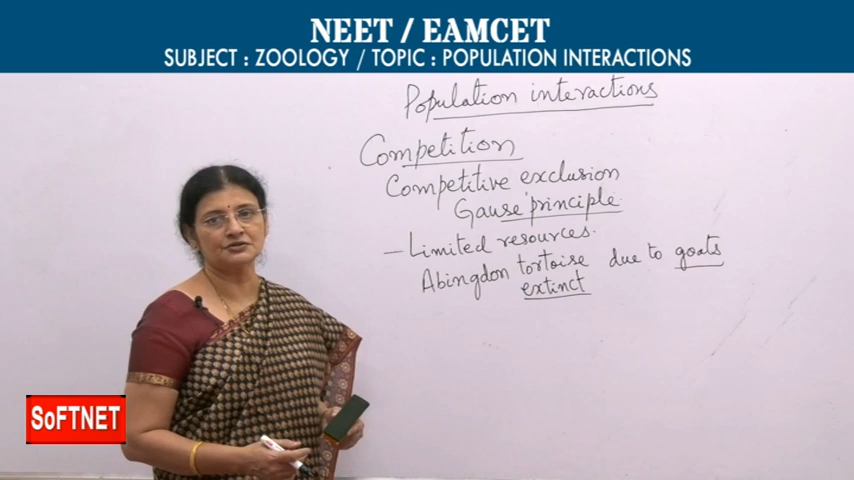 NEET / EAMCET
SUBJECT : ZOOLOGY / TOPIC : POPULATION INTERACTIONS
Population interactions
Competition
Competitive exclusion
Gause' principle
- Limited resources.
Abingdon tortoise due to goats
extinct
SoFTNET